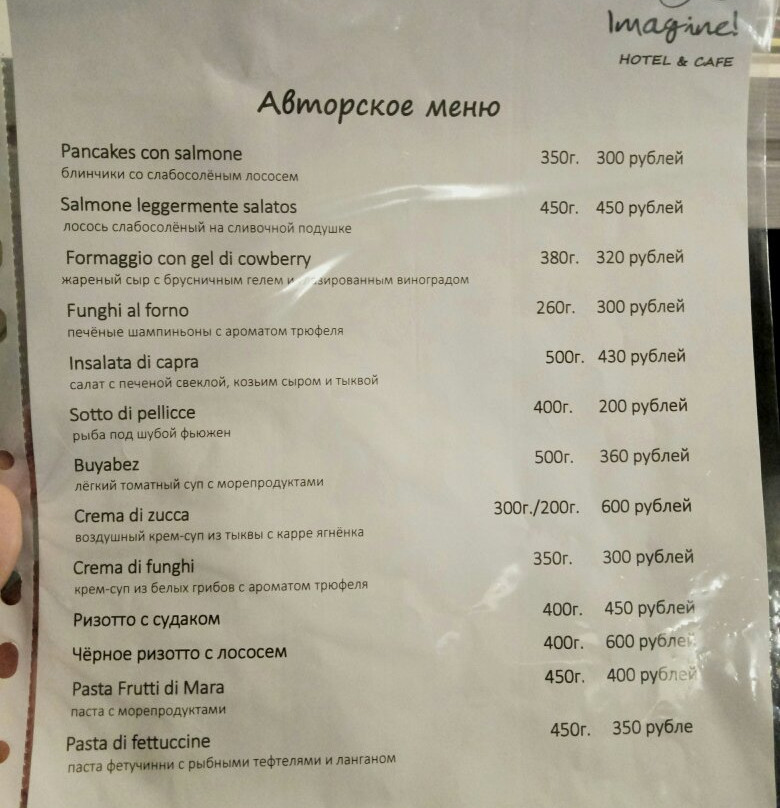 Imagine!
HOTEL & CAFE
Авторское меню
Pancakes con salmone 350г. 300 рублей
блинчики со слабосолёным лососем
Salmone leggermente salatos 450г. 450 рублей
лосось слабосолёный на сливочной подушке
Formaggio con gel di cowberry 380г. 320 рублей
жареный сыр с брусничным гелем и виноградом
Funghi al forno 260г. 300 рублей
печёные шампиньоны с ароматом трюфеля
Insalata di capra 500г. 430 рублей
салат с печеной свеклой, козьим сыром и тыквой
Sotto di pellicce 400г. 200 рублей
рыба под шубой фьюжен
Buyabez 500г. 360 рублей
лёгкий томатный суп с морепродуктами
Crema di zucca 300г./200г. 600 рублей
воздушный крем-суп из тыквы с карре ягнёнка
Crema di funghi 350г. 300 рублей
крем-суп из белых грибов с ароматом трюфеля
Ризотто с судаком 400г. 450 рублей
Чёрное ризотто с лососем 400г. 600 рублей
Pasta Frutti di Mara 450г. 400 рублей
паста с морепродуктами
Pasta di fettuccine 450г. 350 рубле
паста фетучинни с рыбными тефтелями и ланганом